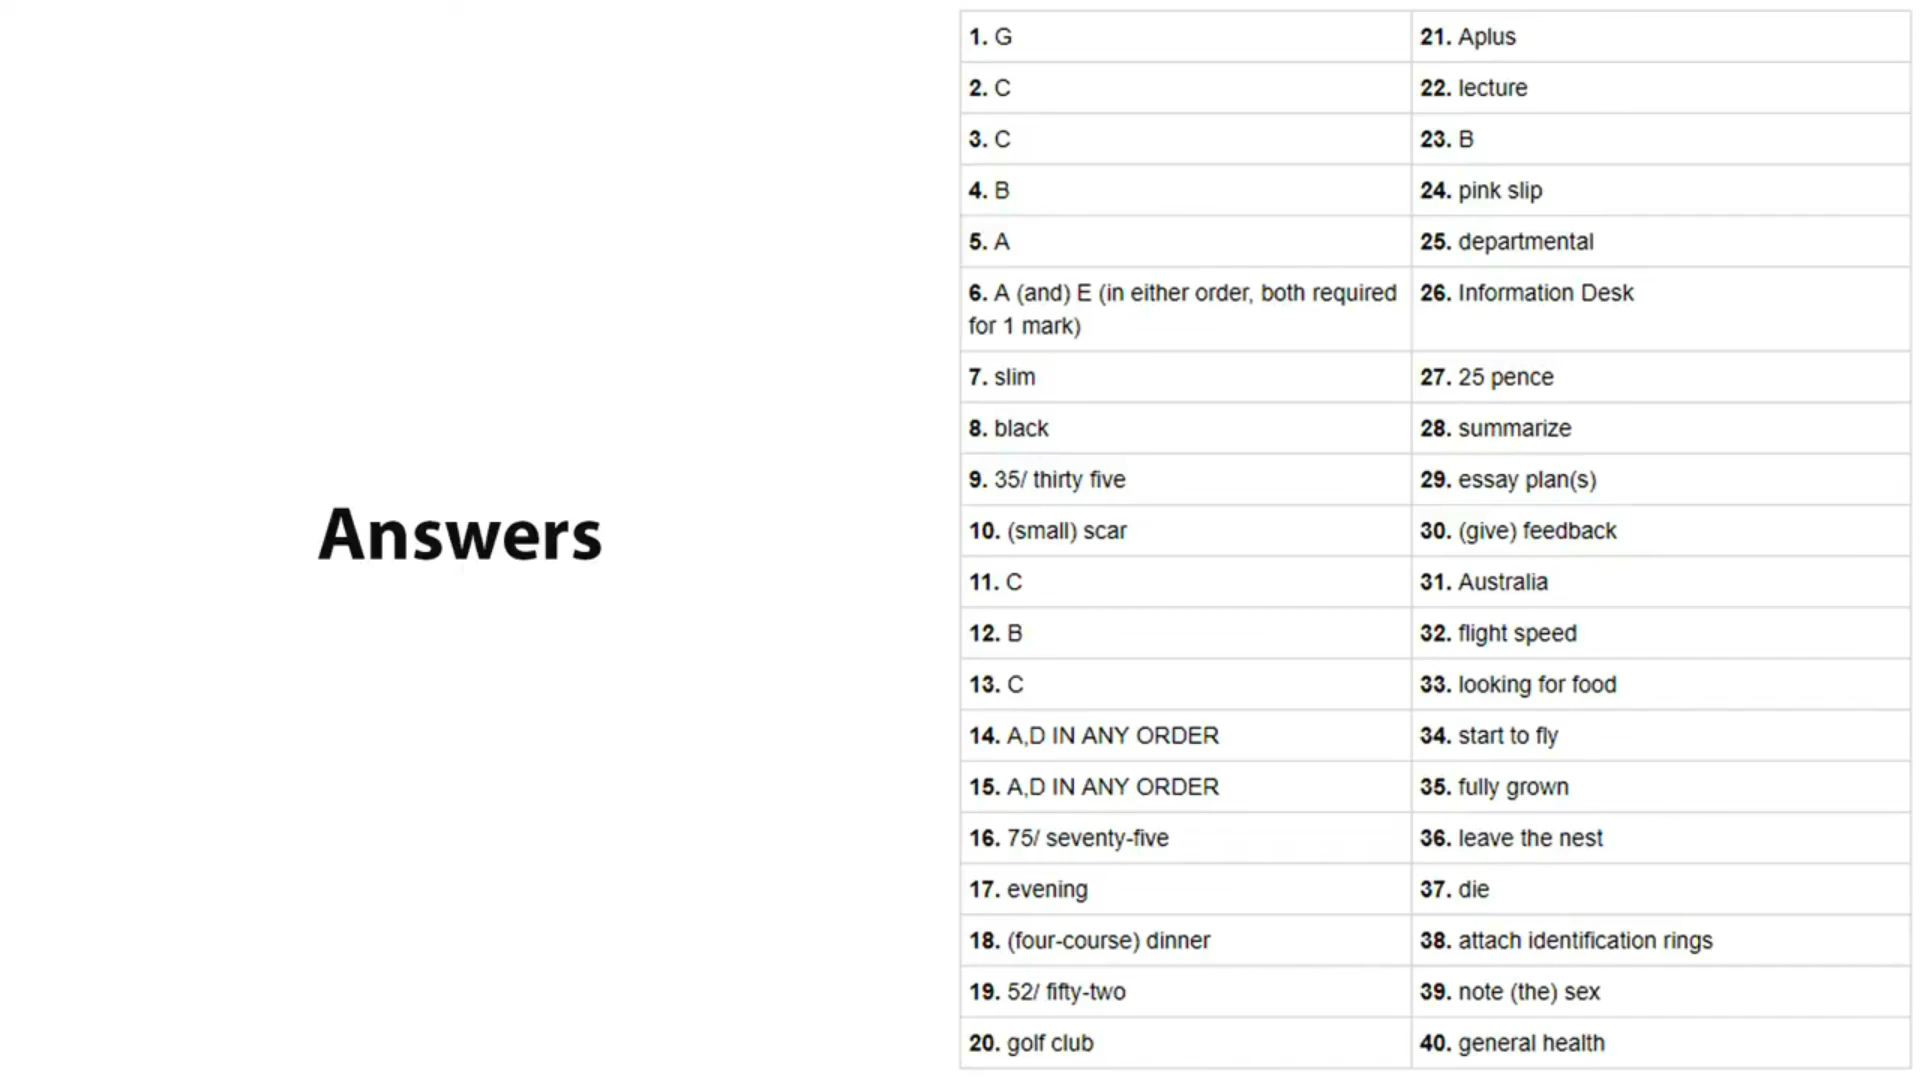 Answers
1. G
2. C
3. C
4. B
5. A
6. A (and) E (in either order, both required
for 1 mark)
7. slim
8. black
9. 35/ thirty five
10. (small) scar
11. C
12. B
13. C
14. A,D IN ANY ORDER
15. A,D IN ANY ORDER
16. 75/ seventy-five
17. evening
18. (four-course) dinner
19. 52/ fifty-two
20. golf club
21. Aplus
22. lecture
23. B
24. pink slip
25. departmental
26. Information Desk
27. 25 pence
28. summarize
29. essay plan(s)
30. (give) feedback
31. Australia
32. flight speed
33. looking for food
34. start to fly
35. fully grown
36. leave the nest
37. die
38. attach identification rings
39. note (the) sex
40. general health